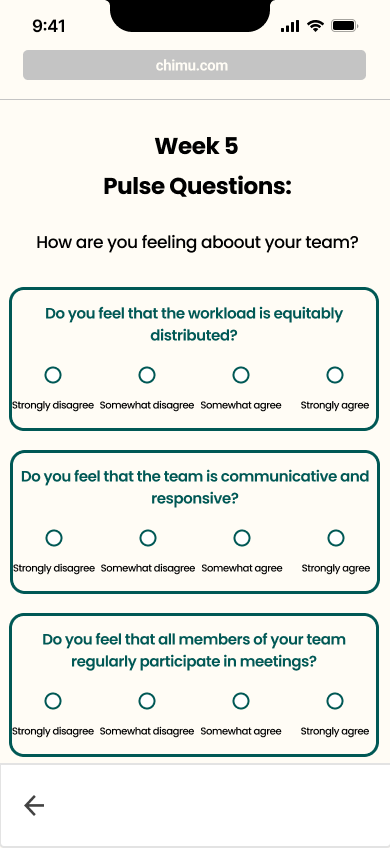 9:41
chimu.com
Week 5
Pulse Questions:
How are you feeling aboout your team?
Do you feel that the workload is equitably
distributed?
Strongly disagree Somewhat disagree Somewhat agree Strongly agree
Do you feel that the team is communicative and
responsive?
Strongly disagree Somewhat disagree Somewhat agree Strongly agree
Do you feel that all members of your team
regularly participate in meetings?
Strongly disagree Somewhat disagree Somewhat agree Strongly agree